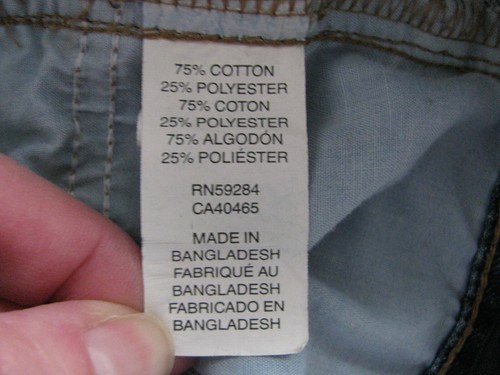 75% COTTON
25% POLYESTER
75% COTON
25% POLYESTER
75% ALGODÓN
25% POLIÉSTER
RN59284
CA40465
MADE IN
BANGLADESH
FABRIQUÉ AU
BANGLADESH
FABRICADO EN
BANGLADESH